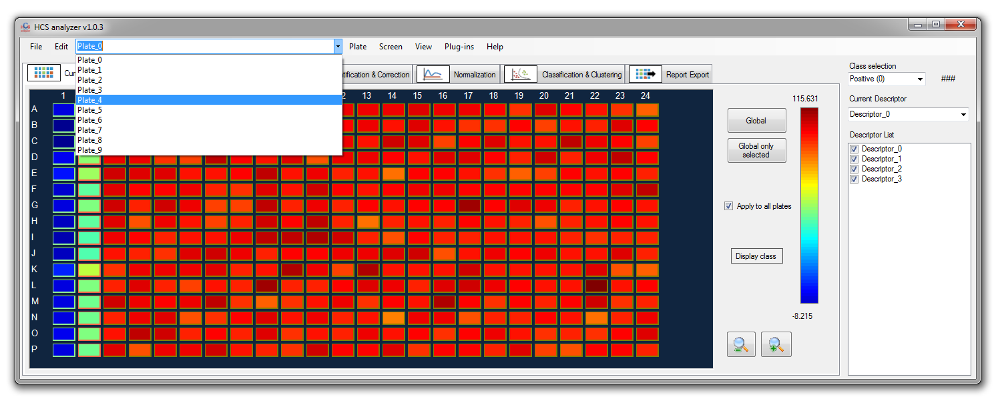 HCS analyzer v1.0.3
File Edit Plate_0 Plate Screen View Plug-ins Help
Plate_0
Plate_1
Plate_2
Plate_3
Plate_4
Plate_5
Plate_6
Plate_7
Plate_8
Plate_9
& Correction Normalization Classification & Clustering Report Export
1 13 14 15 16 17 18 19 20 21 22 23 24
A
B
C
D
E
F
G
H
I
J
K
L
M
N
O
P
115.631
Global
Global only
selected
Apply to all plates
Display class
-8.215
Class selection
Positive (0) ###
Current Descriptor
Descriptor_0
Descriptor List
Descriptor_0
Descriptor_1
Descriptor_2
Descriptor_3